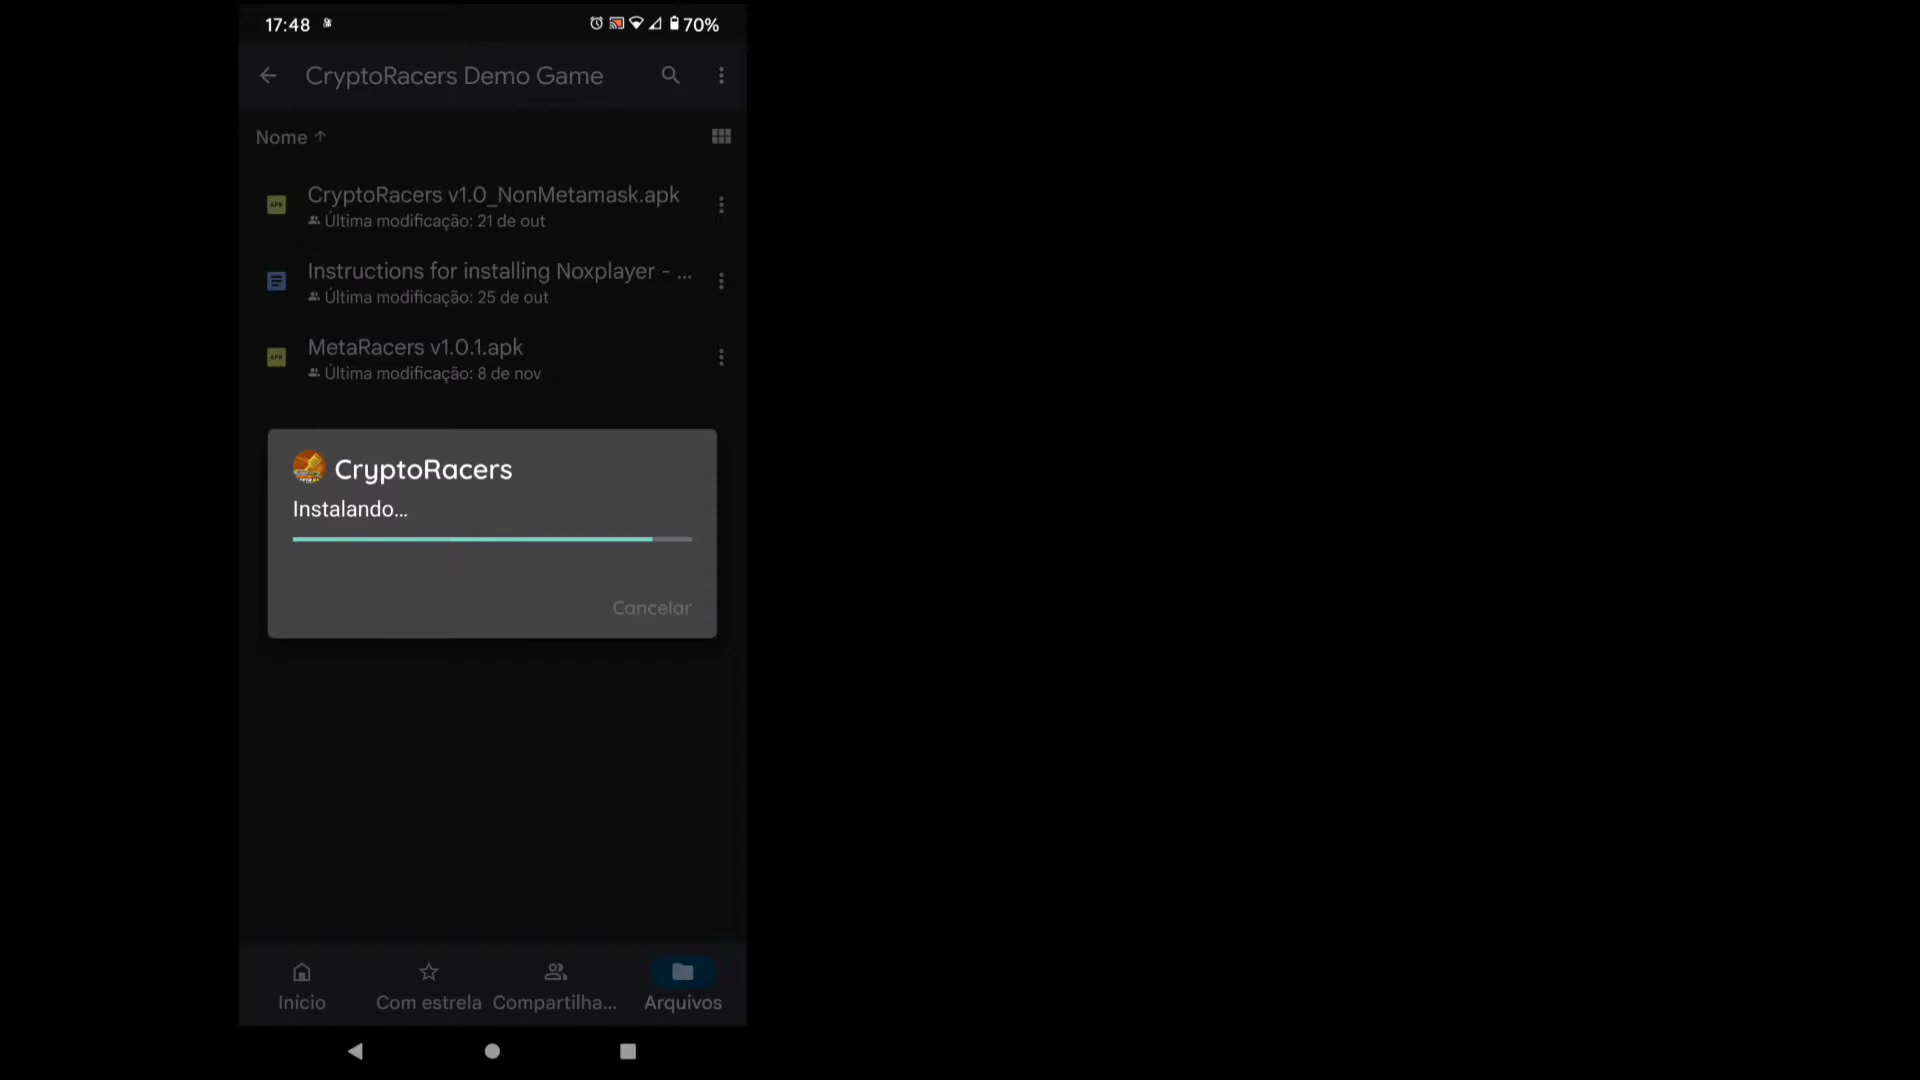 17:48
70%
CryptoRacers Demo Game
Nome
CryptoRacers v1.0_NonMetamask.apk
Última modificação: 21 de out
Instructions for installing Noxplayer - ...
Última modificação: 25 de out
MetaRacers v1.0.1.apk
Última modificação: 8 de nov
CryptoRacers
Instalando...
Cancelar
Início
Com estrela
Compartilha...
Arquivos